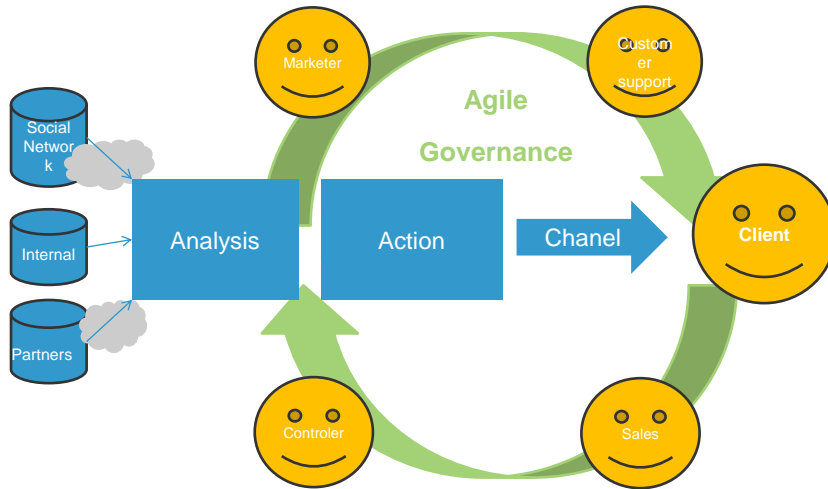 Marketer
Custom
er
support
Agile
Governance
Social
Networ
k
Analysis
Action
Chanel
Client
Internal
Partners
Controler
Sales